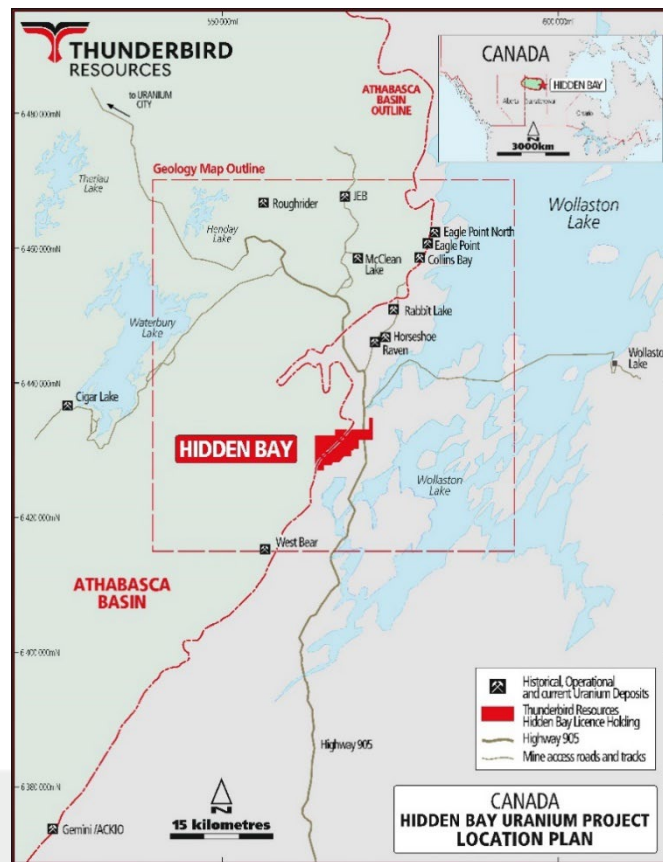 THUNDERBIRD
RESOURCES
550 000mE
600 000mE
CANADA
HIDDEN BAY
Alberta
Ontario
N
3000km
to URANIUM
CITY
ATHABASCA
BASIN
OUTLINE
6 480 000mN
Theriau
Lake
Geology Map Outline
Roughrider
JEB
Henday
Lake
Wollaston
Lake
Eagle Point North
Eagle Point
Collins Bay
6 460 000mN
McClean
Lake
Waterbury
Lake
Rabbit Lake
Horseshoe
Raven
Wollaston
Lake
6 440 000mN
Cigar Lake
HIDDEN BAY
Wollaston
Lake
6 420 000mN
West Bear
ATHABASCA
BASIN
6 400 000mN
Historical, Operational
and current Uranium Deposits
Thunderbird Resources
Hidden Bay Licence Holding
Highway 905
Mine access roads and tracks
Highway 905
6 380 000mN
N
15 kilometres
Gemini /ACKIO
CANADA
HIDDEN BAY URANIUM PROJECT
LOCATION PLAN